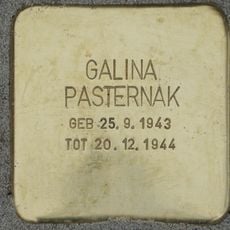 GALINA
PASTERNAK
GEB 25. 9. 1943
TOT 20. 12. 1944